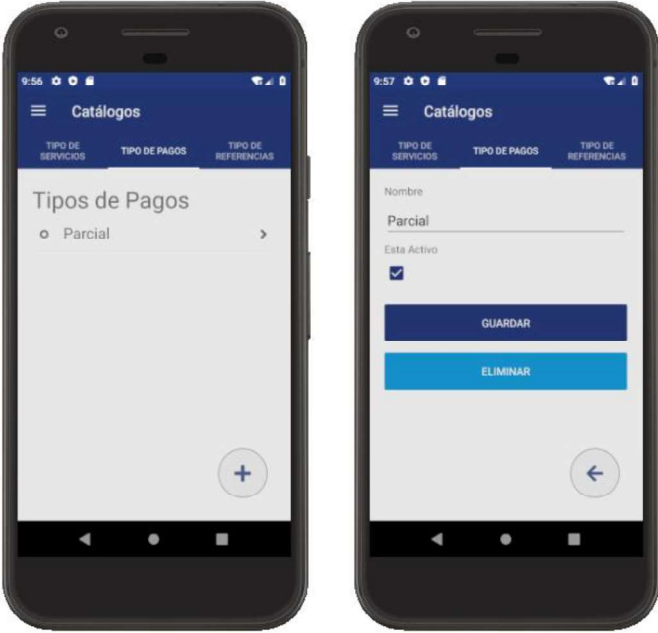 9:56
Catálogos
TIPO DE SERVICIOS
TIPO DE PAGOS
TIPO DE REFERENCIAS
Tipos de Pagos
Parcial
9:57
Catálogos
TIPO DE SERVICIOS
TIPO DE PAGOS
TIPO DE REFERENCIAS
Nombre
Parcial
Esta Activo
GUARDAR
ELIMINAR